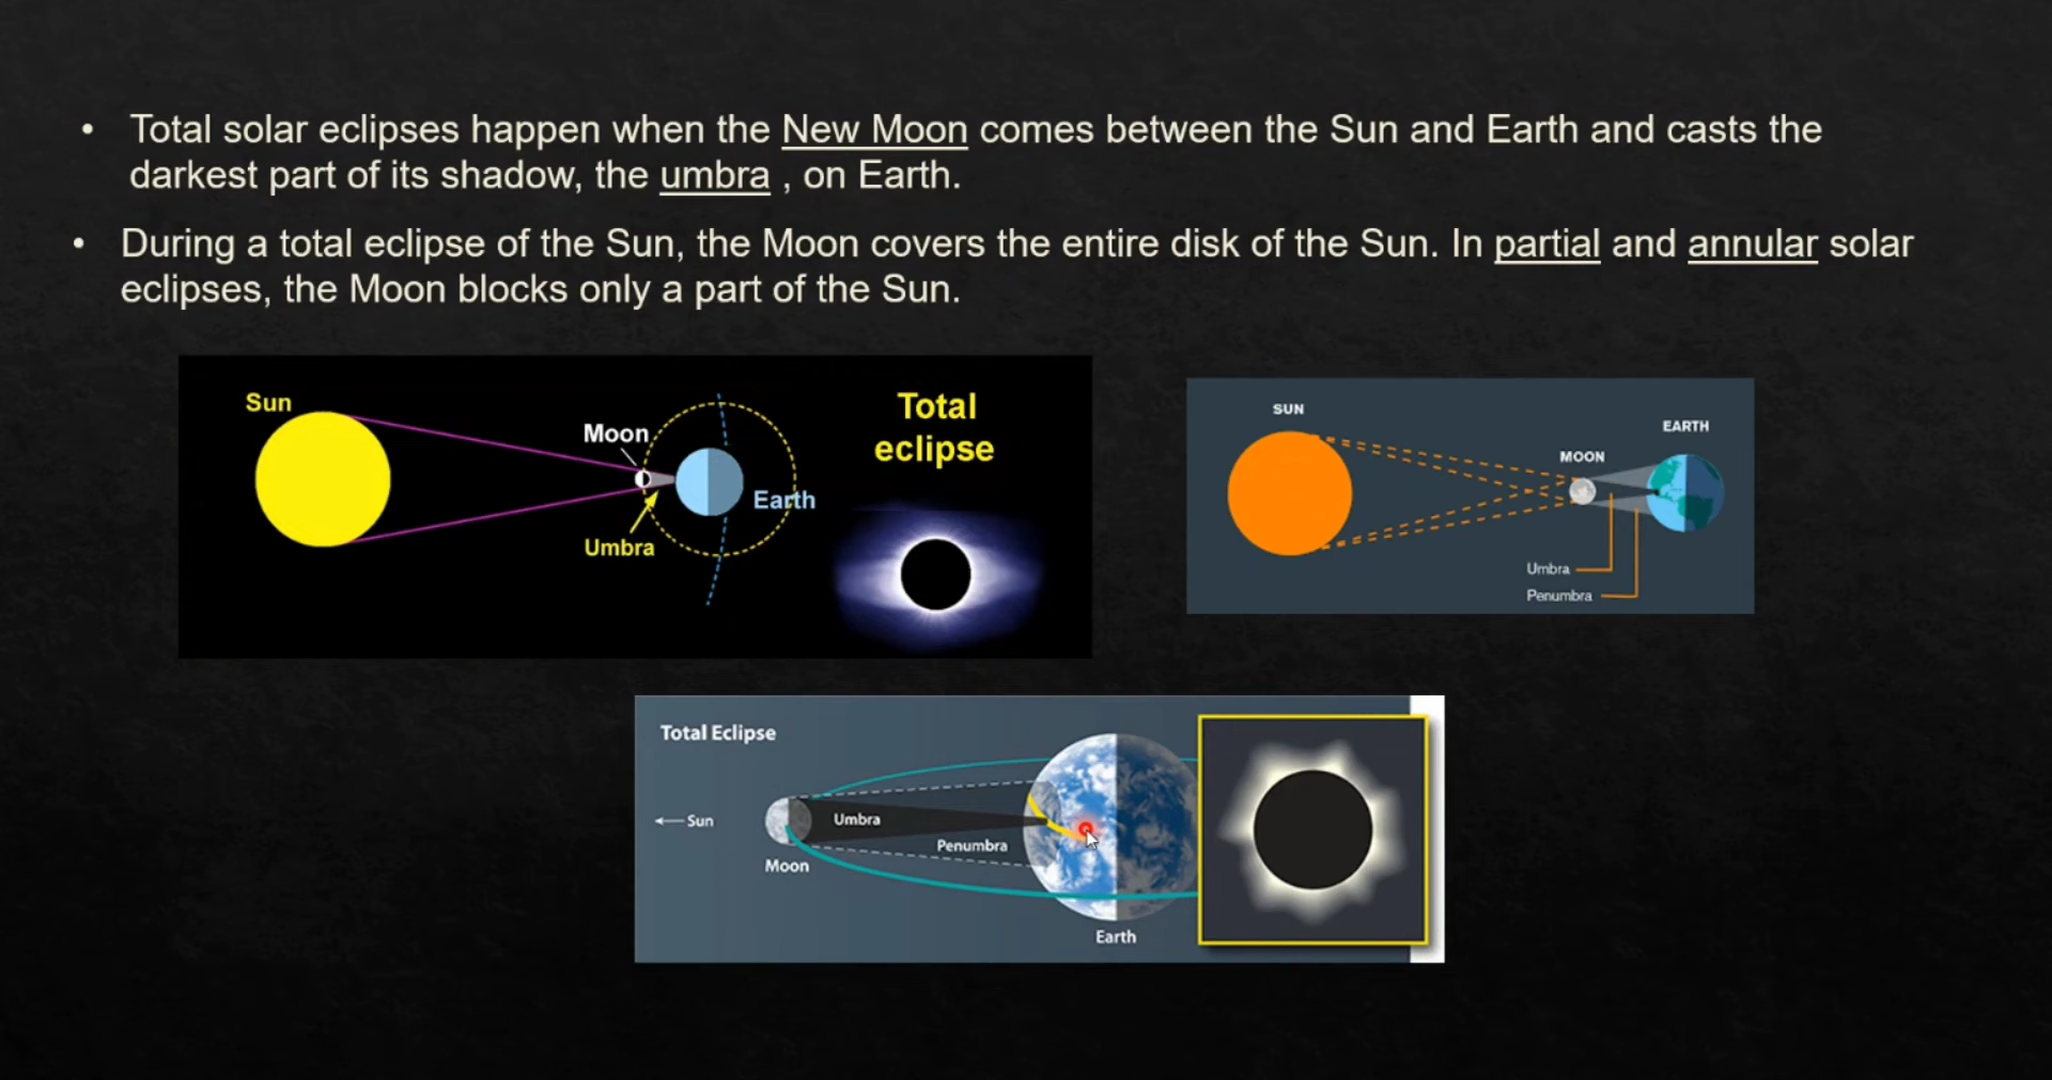 • Total solar eclipses happen when the New Moon comes between the Sun and Earth and casts the
darkest part of its shadow, the umbra , on Earth.
• During a total eclipse of the Sun, the Moon covers the entire disk of the Sun. In partial and annular solar
eclipses, the Moon blocks only a part of the Sun.
Sun
Moon
Umbra
Earth
Total
eclipse
SUN
MOON
EARTH
Umbra
Penumbra
Total Eclipse
Sun
Moon
Umbra
Penumbra
Earth